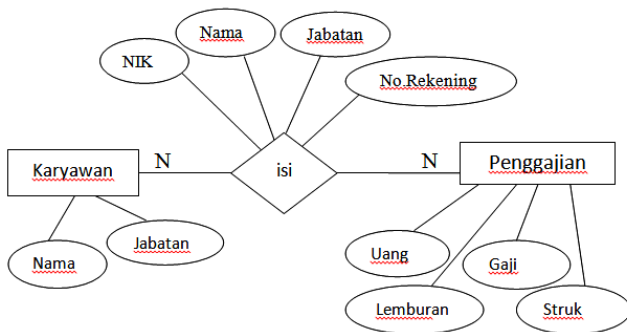 Nama
Jabatan
NIK
No.Rekening
Karyawan
N
isi
N
Penggajian
Nama
Jabatan
Uang
Gaji
Lemburan
Struk